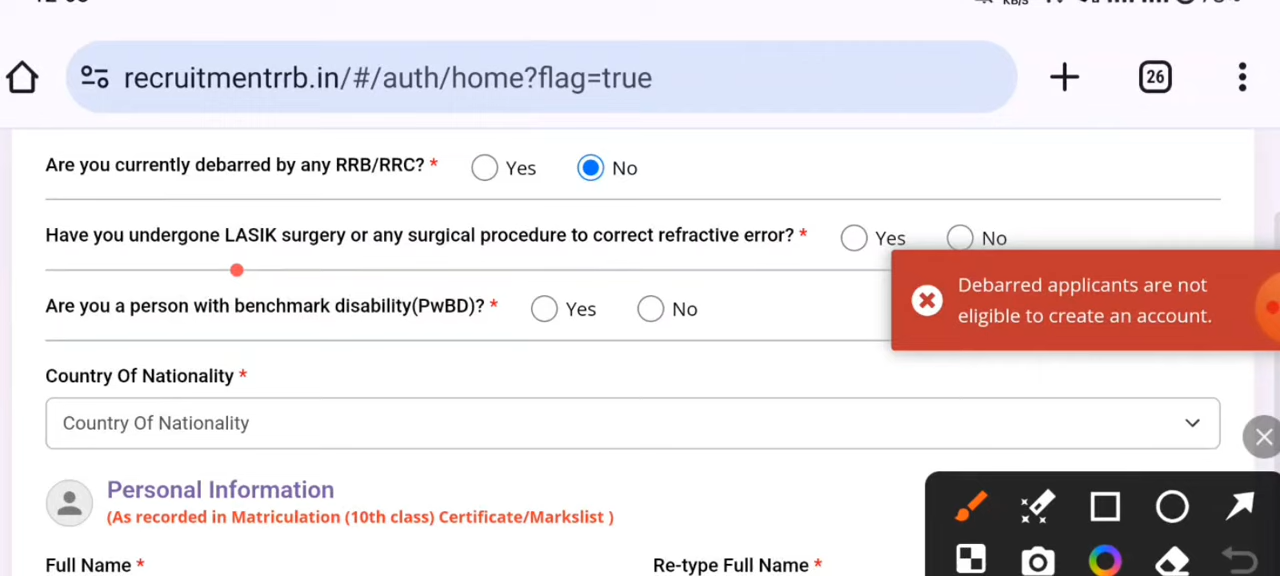 recruitmentrrb.in/#/auth/home?flag=true
26
Are you currently debarred by any RRB/RRC? * Yes No
Have you undergone LASIK surgery or any surgical procedure to correct refractive error? * Yes No
Debarred applicants are not
eligible to create an account.
Are you a person with benchmark disability(PwBD)? * Yes No
Country Of Nationality *
Country Of Nationality
Personal Information
(As recorded in Matriculation (10th class) Certificate/Markslist )
Full Name * Re-type Full Name *